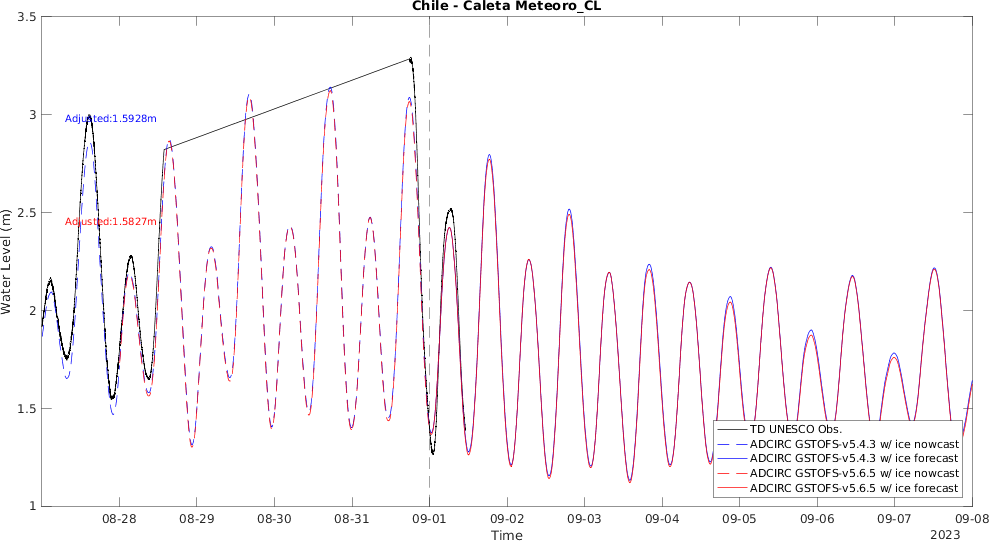 Chile - Caleta Meteoro_CL
3.5
3
2.5
2
1.5
1
Water Level (m)
Adjusted:1.5928m
Adjusted:1.5827m
TD UNESCO Obs.
ADCIRC GSTOFS-v5.4.3 w/ ice nowcast
ADCIRC GSTOFS-v5.4.3 w/ ice forecast
ADCIRC GSTOFS-v5.6.5 w/ ice nowcast
ADCIRC GSTOFS-v5.6.5 w/ ice forecast
08-28 08-29 08-30 08-31 09-01 09-02 09-03 09-04 09-05 09-06 09-07 09-08
Time
2023